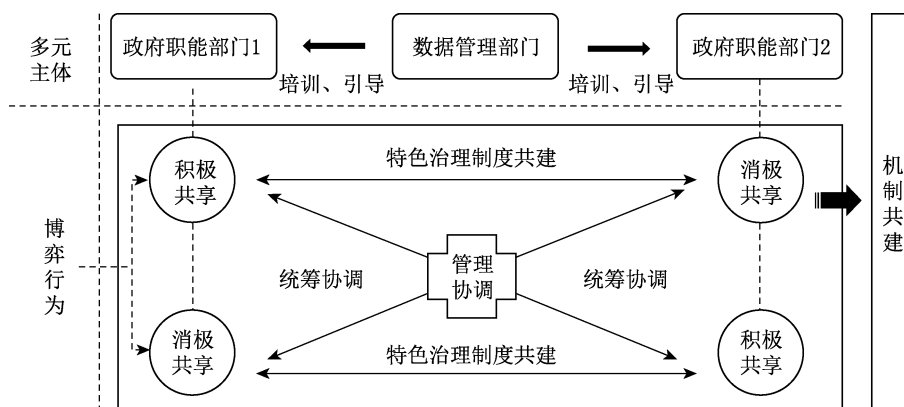 多元
主体
政府职能部门1
数据管理部门
政府职能部门2
培训、引导
培训、引导
博
弈
行
为
积极
共享
特色治理制度共建
消极
共享
统筹协调
管理
协调
统筹协调
消极
共享
特色治理制度共建
积极
共享
机
制
共
建